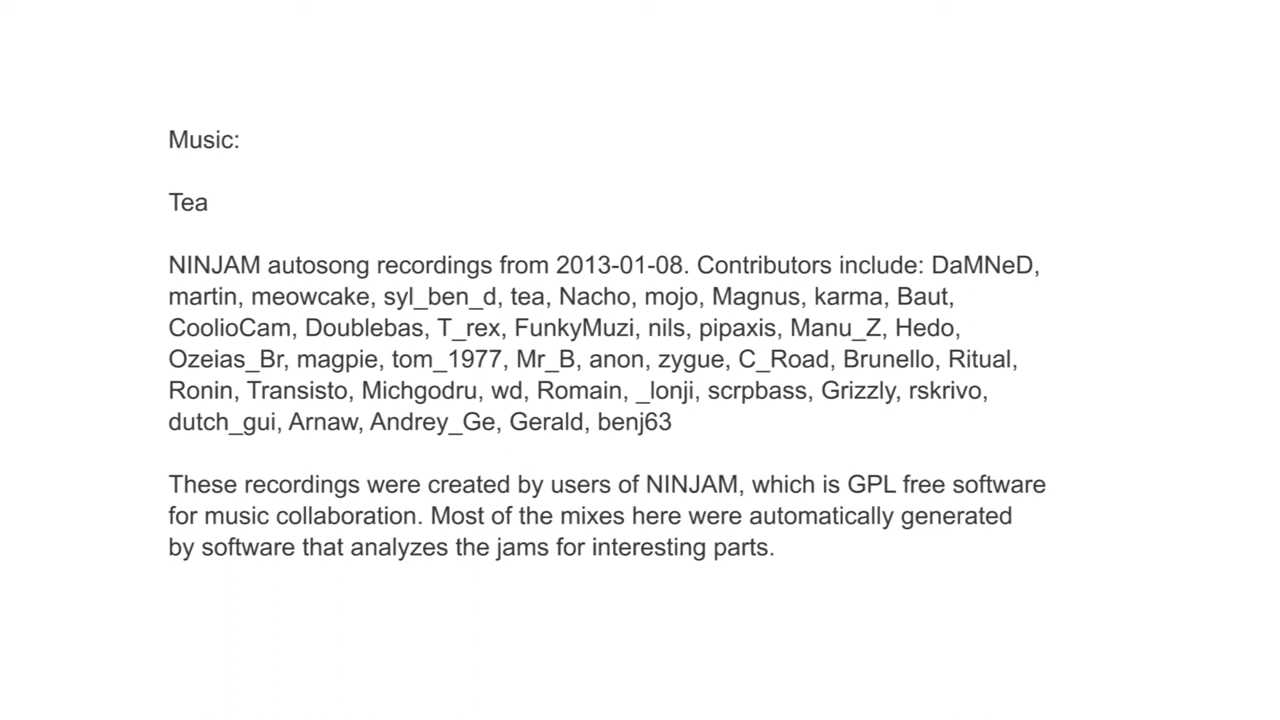 Music:
Tea
NINJAM autosong recordings from 2013-01-08. Contributors include: DaMNeD,
martin, meowcake, syl_ben_d, tea, Nacho, mojo, Magnus, karma, Baut,
CoolioCam, Doublebas, T_rex, FunkyMuzi, nils, pipaxis, Manu_Z, Hedo,
Ozeias_Br, magpie, tom_1977, Mr_B, anon, zygue, C_Road, Brunello, Ritual,
Ronin, Transisto, Michgodru, wd, Romain, _lonji, scrpbass, Grizzly, rskrivo,
dutch_gui, Arnaw, Andrey_Ge, Gerald, benj63
These recordings were created by users of NINJAM, which is GPL free software
for music collaboration. Most of the mixes here were automatically generated
by software that analyzes the jams for interesting parts.